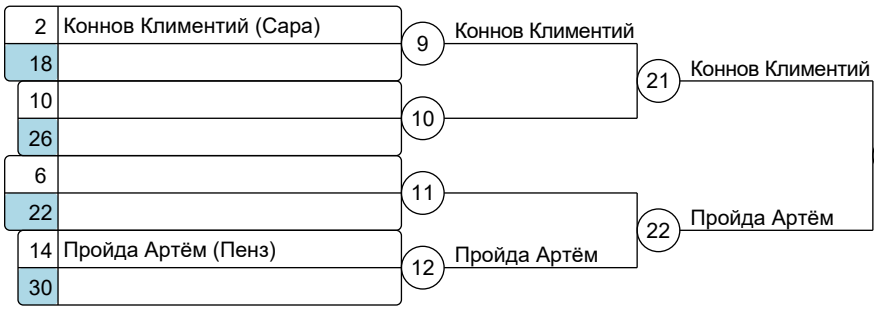 2 Коннов Климентий (Сара)
18
10
26
6
22
14 Пройда Артём (Пенз)
30
9 Коннов Климентий
10
11
12 Пройда Артём
21 Коннов Климентий
22 Пройда Артём